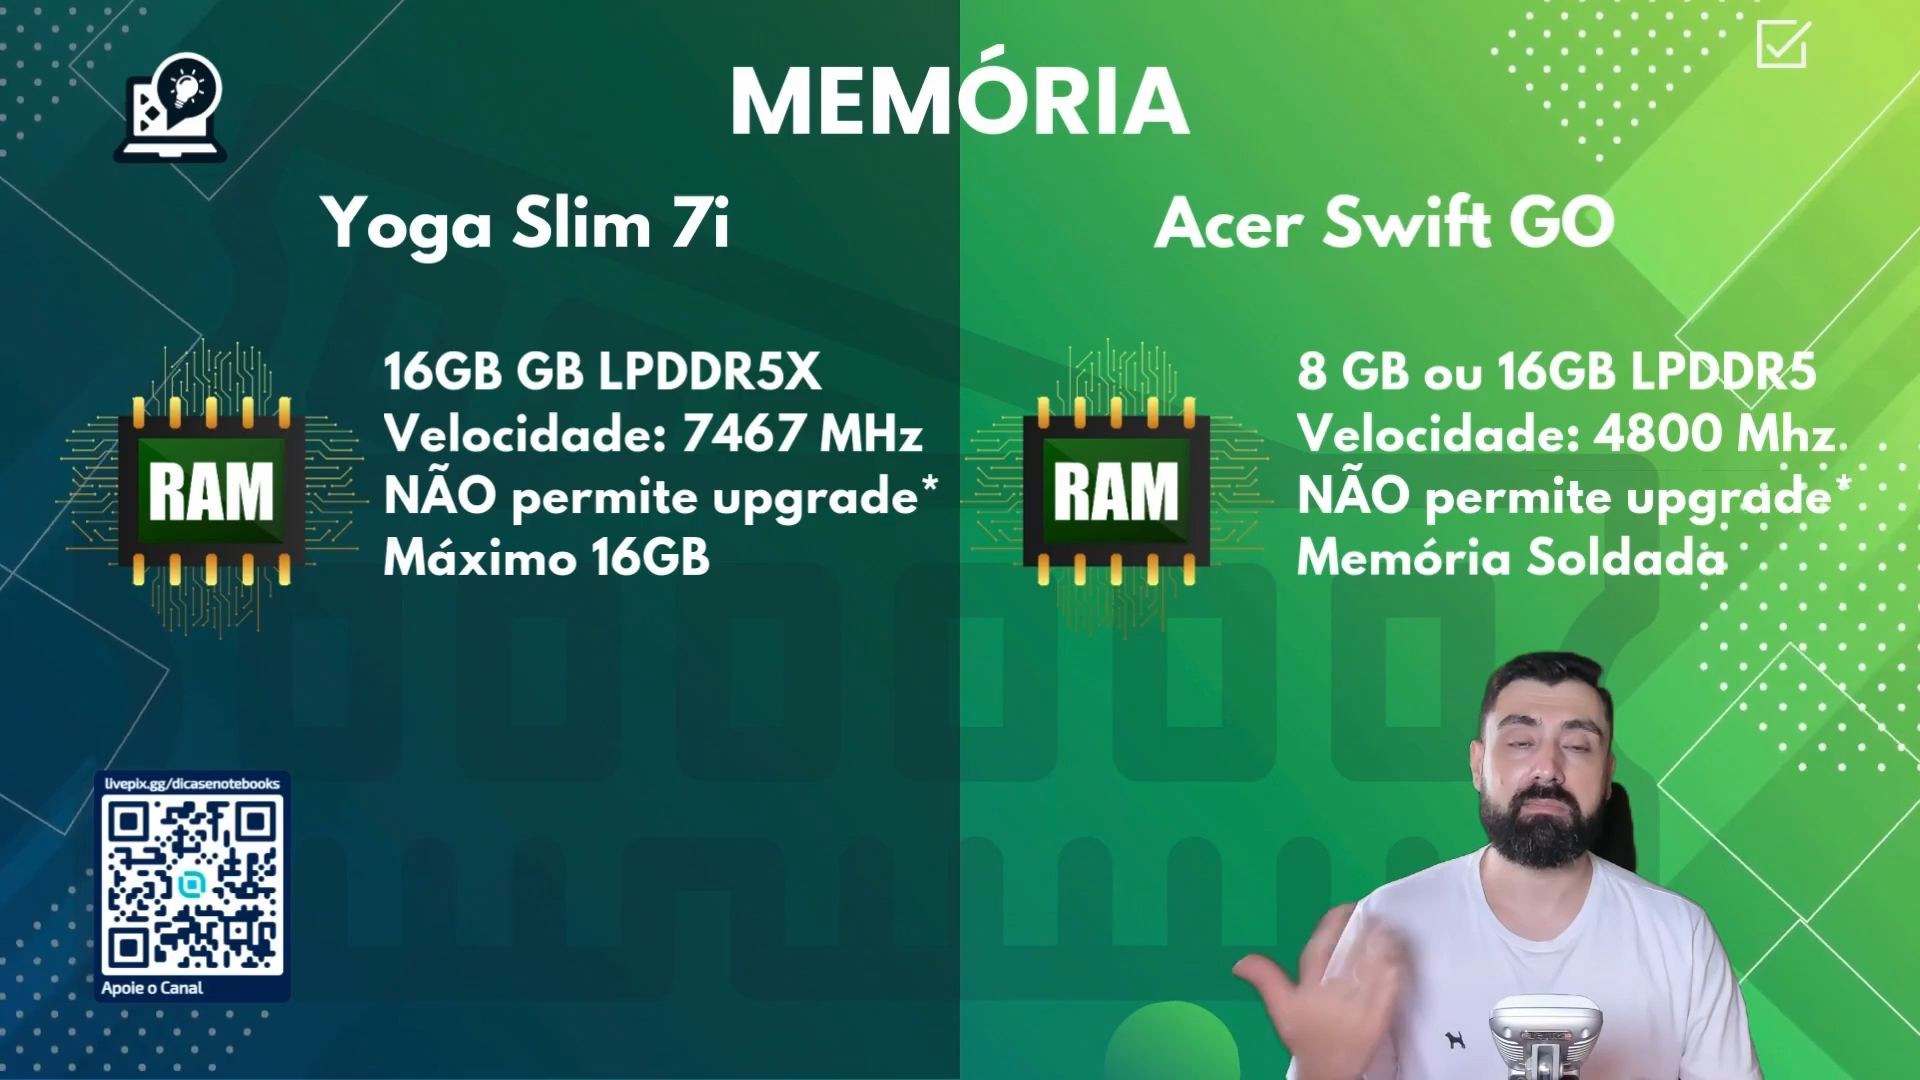 MEMÓRIA
Yoga Slim 7i
16GB GB LPDDR5X
Velocidade: 7467 MHz
NÃO permite upgrade*
Máximo 16GB
RAM
Acer Swift GO
8 GB ou 16GB LPDDR5
Velocidade: 4800 Mhz.
NÃO permite upgrade*
Memória Soldada
RAM
livepix.gg/dicasenotebooks
Apoie o Canal